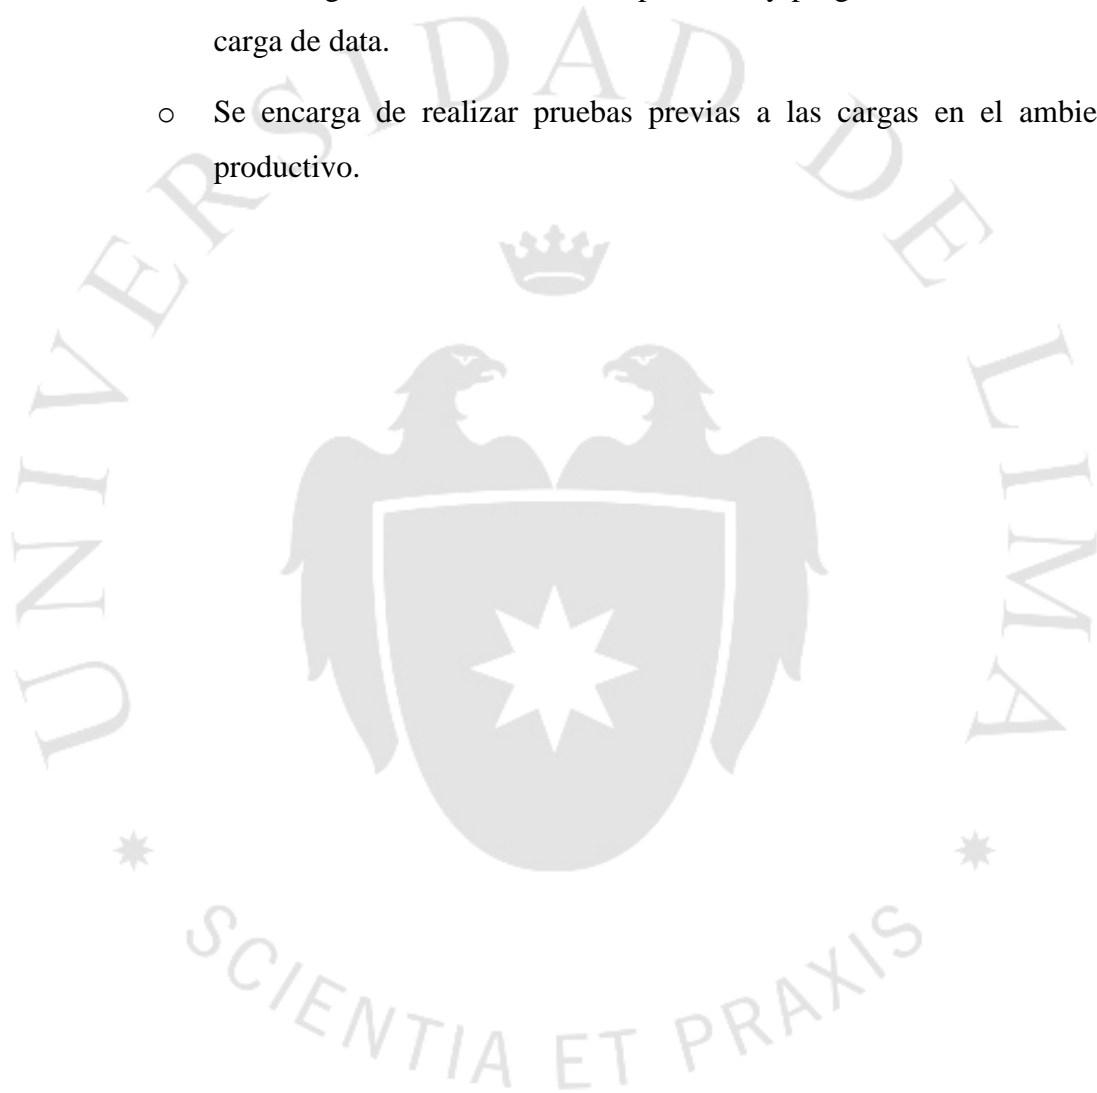 carga de data.
o Se encarga de realizar pruebas previas a las cargas en el ambie
productivo.
UNIVERSIDAD DE LIMA
SCIENTIA ET PRAXIS